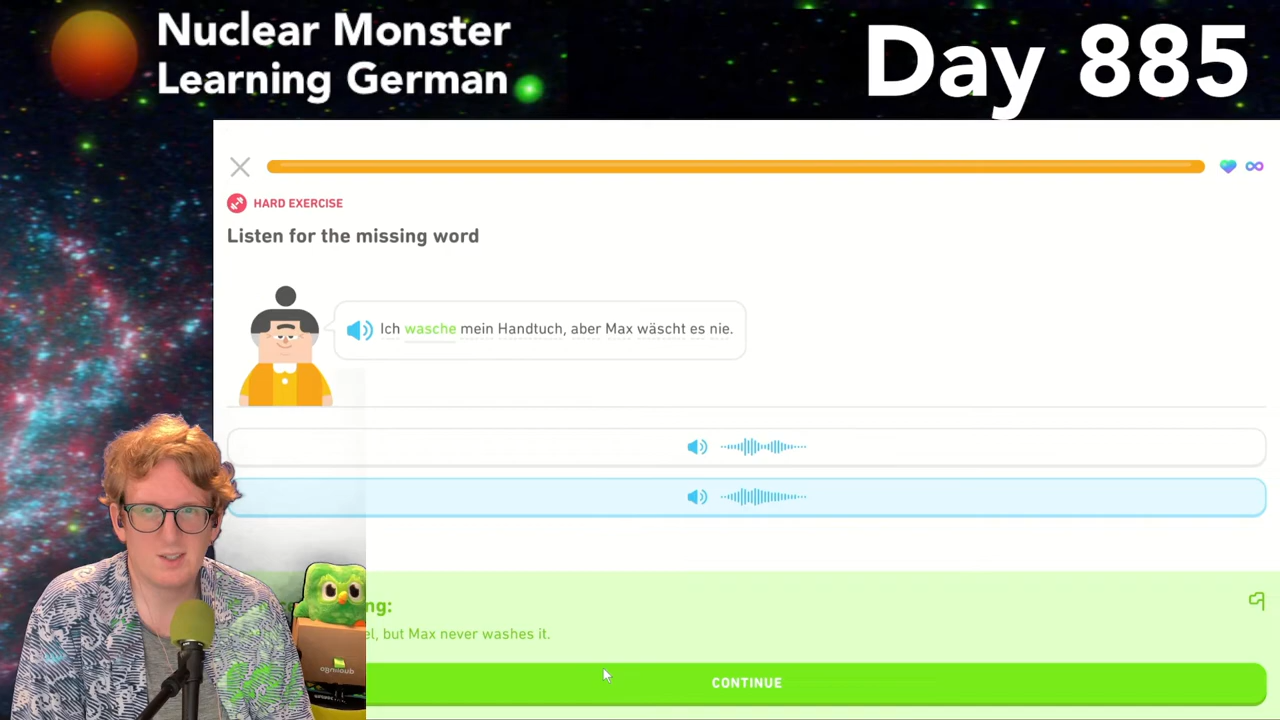 Nuclear Monster
Learning German
Day 885
HARD EXERCISE
Listen for the missing word
Ich wasche mein Handtuch, aber Max wäscht es nie.
ng:
el, but Max never washes it.
CONTINUE